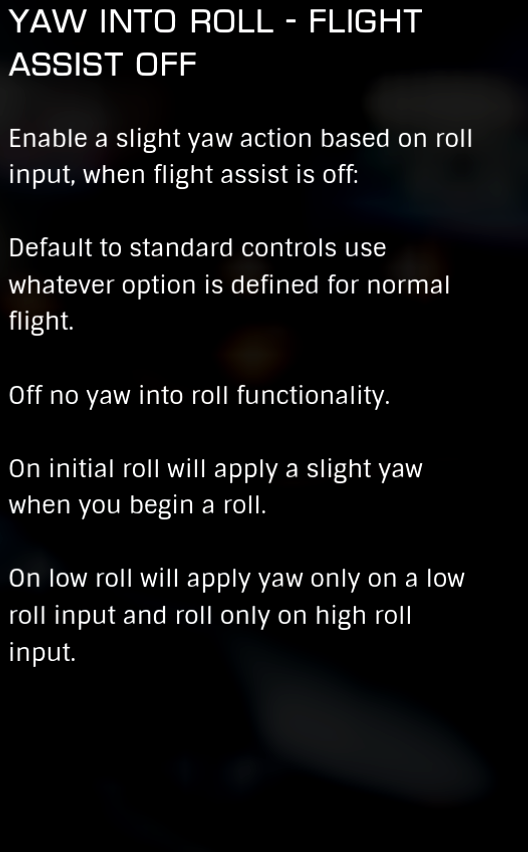 YAW INTO ROLL - FLIGHT
ASSIST OFF
Enable a slight yaw action based on roll
input, when flight assist is off:
Default to standard controls use
whatever option is defined for normal
flight.
Off no yaw into roll functionality.
On initial roll will apply a slight yaw
when you begin a roll.
On low roll will apply yaw only on a low
roll input and roll only on high roll
input.